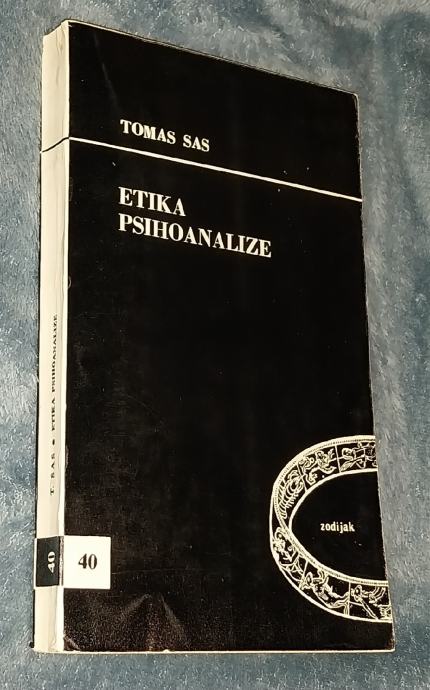 TOMAS SAS
ETIKA
PSIHOANALIZE
zodijak
40
T. SAS • ETIKA PSIHOANALIZE
40